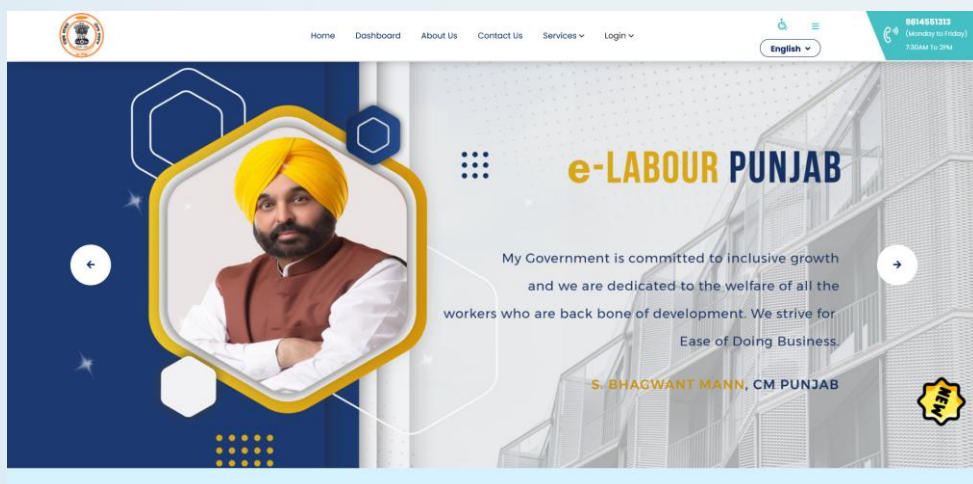 Home Dashboard About Us Contact Us Services Login
English
9814551313
(Monday to Friday)
7:30AM To 2PM
e-LABOUR PUNJAB
My Government is committed to inclusive growth
and we are dedicated to the welfare of all the
workers who are back bone of development. We strive for
Ease of Doing Business.
S. BHAGWANT MANN, CM PUNJAB
NEW